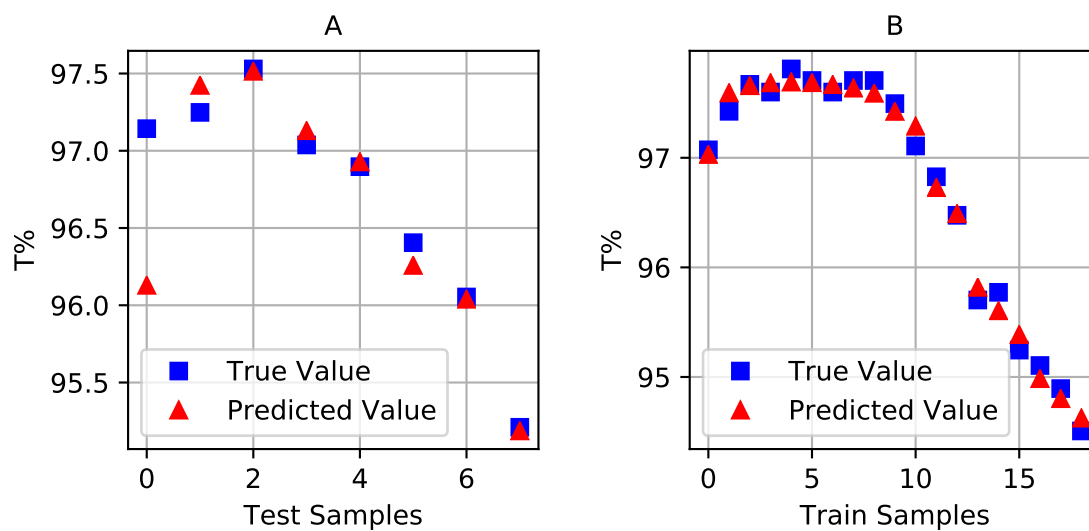 A
T%
97.5
97.0
96.5
96.0
95.5
True Value
Predicted Value
0
2
4
6
Test Samples
B
T%
97
96
95
True Value
Predicted Value
0
5
10
15
Train Samples